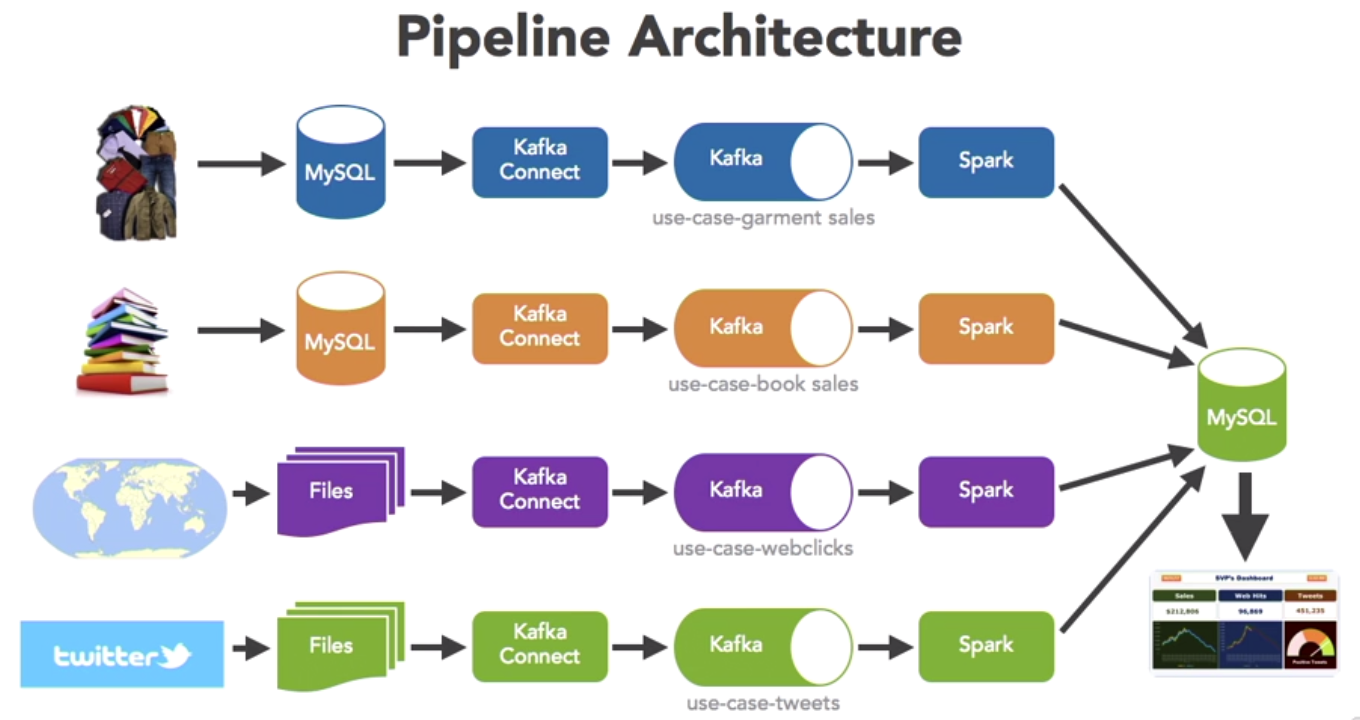 Pipeline Architecture
MySQL
Kafka
Connect
Kafka
use-case-garment sales
Spark
MySQL
Kafka
Connect
Kafka
use-case-book sales
Spark
MySQL
Files
Kafka
Connect
Kafka
use-case-webclicks
Spark
twitter
Files
Kafka
Connect
Kafka
use-case-tweets
Spark
SVP's Dashboard
Sales
Web Hits
Tweets
$212,806
96,869
451,235
Positive Tweets